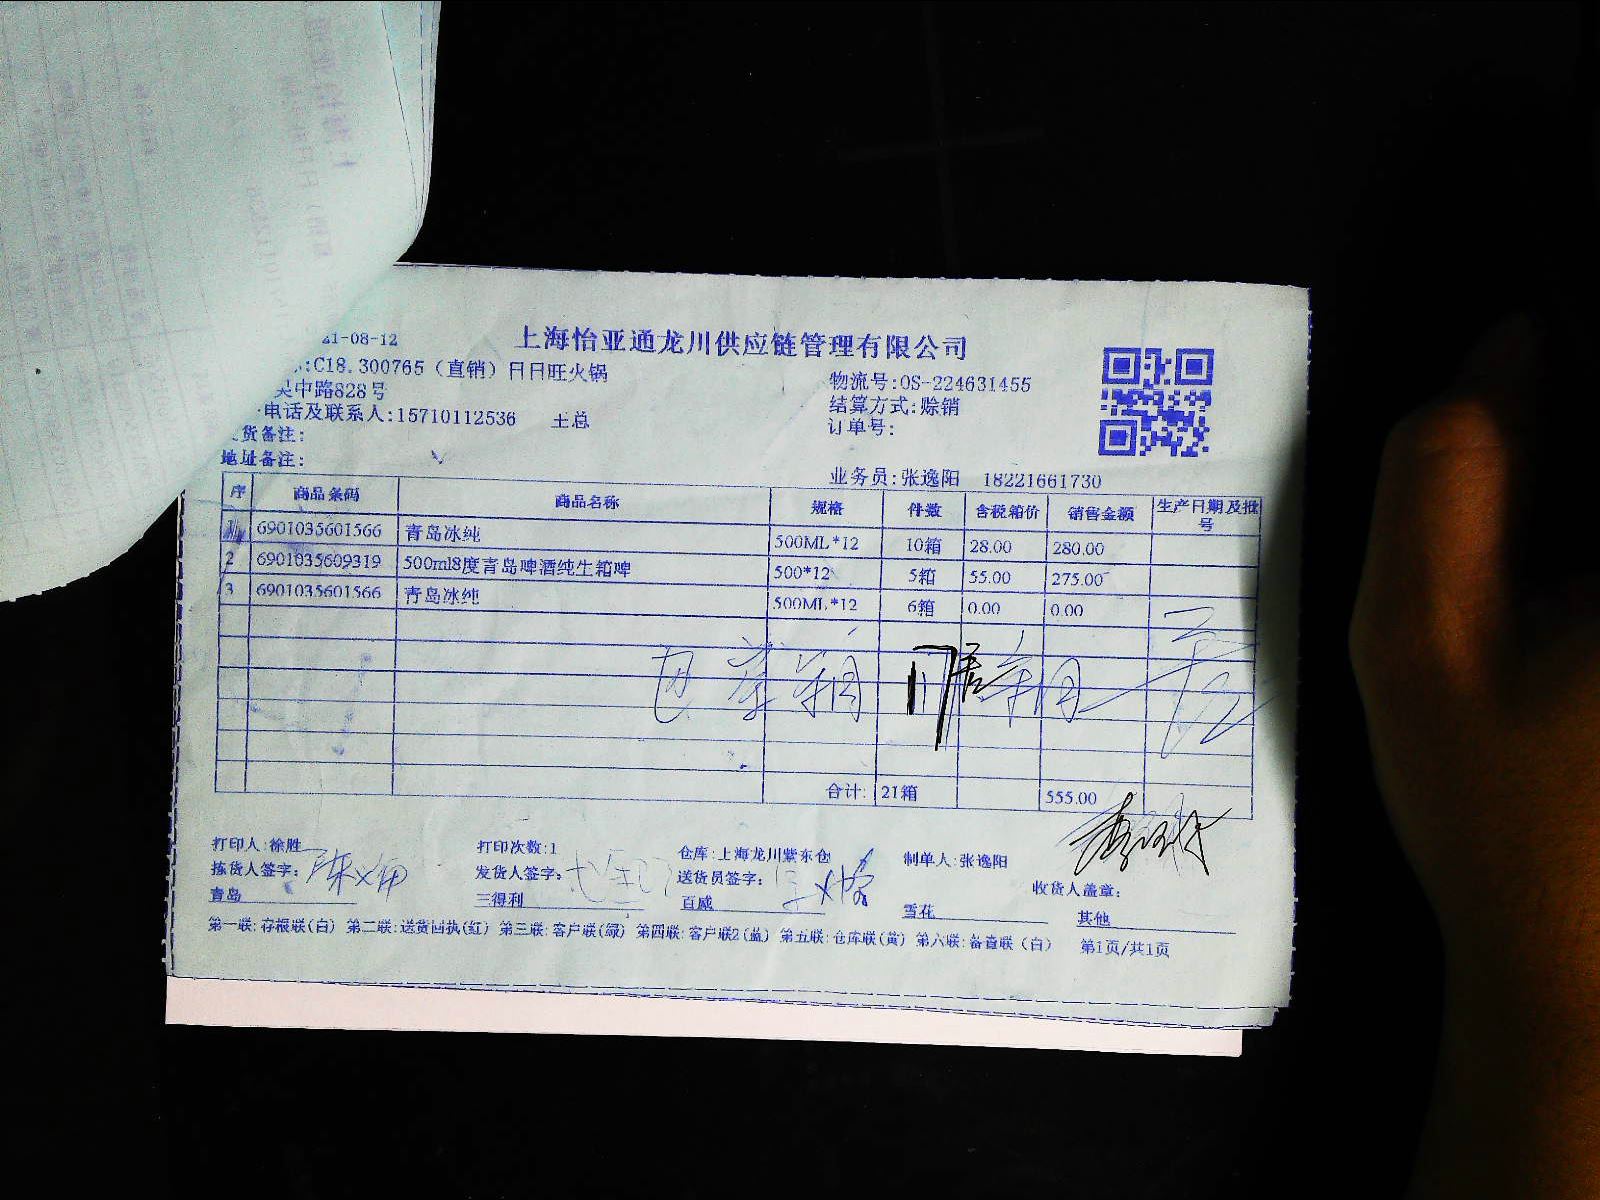 21-08-12
上海怡亚通龙川供应链管理有限公司
:C18.300765（直销）日日旺火锅
物流号:OS-224631455
吴中路828号
结算方式:赊销
电话及联系人:15710112536 王总
订单号:
货备注:
地址备注:
业务员:张逸阳 18221661730
序 商品条码 商品名称 规格 件数 含税箱价 销售金额 生产日期及批号
1 6901035601566 青岛冰纯 500ML*12 10箱 28.00 280.00
2 6901035609319 500ml8度青岛啤酒纯生箱啤 500*12 5箱 55.00 275.00
3 6901035601566 青岛冰纯 500ML*12 6箱 0.00 0.00
合计: 21箱 555.00
打印人:徐胜 打印次数:1 仓库:上海龙川紫东仓 制单人:张逸阳
拣货人签字: 发货人签字: 送货员签字: 收货人盖章:
青岛 三得利 百威 雪花 其他
第一联:存根联(白) 第二联:送货回执(红) 第三联:客户联(绿) 第四联:客户联2(蓝) 第五联:仓库联(黄) 第六联:备查联（白） 第1页/共1页